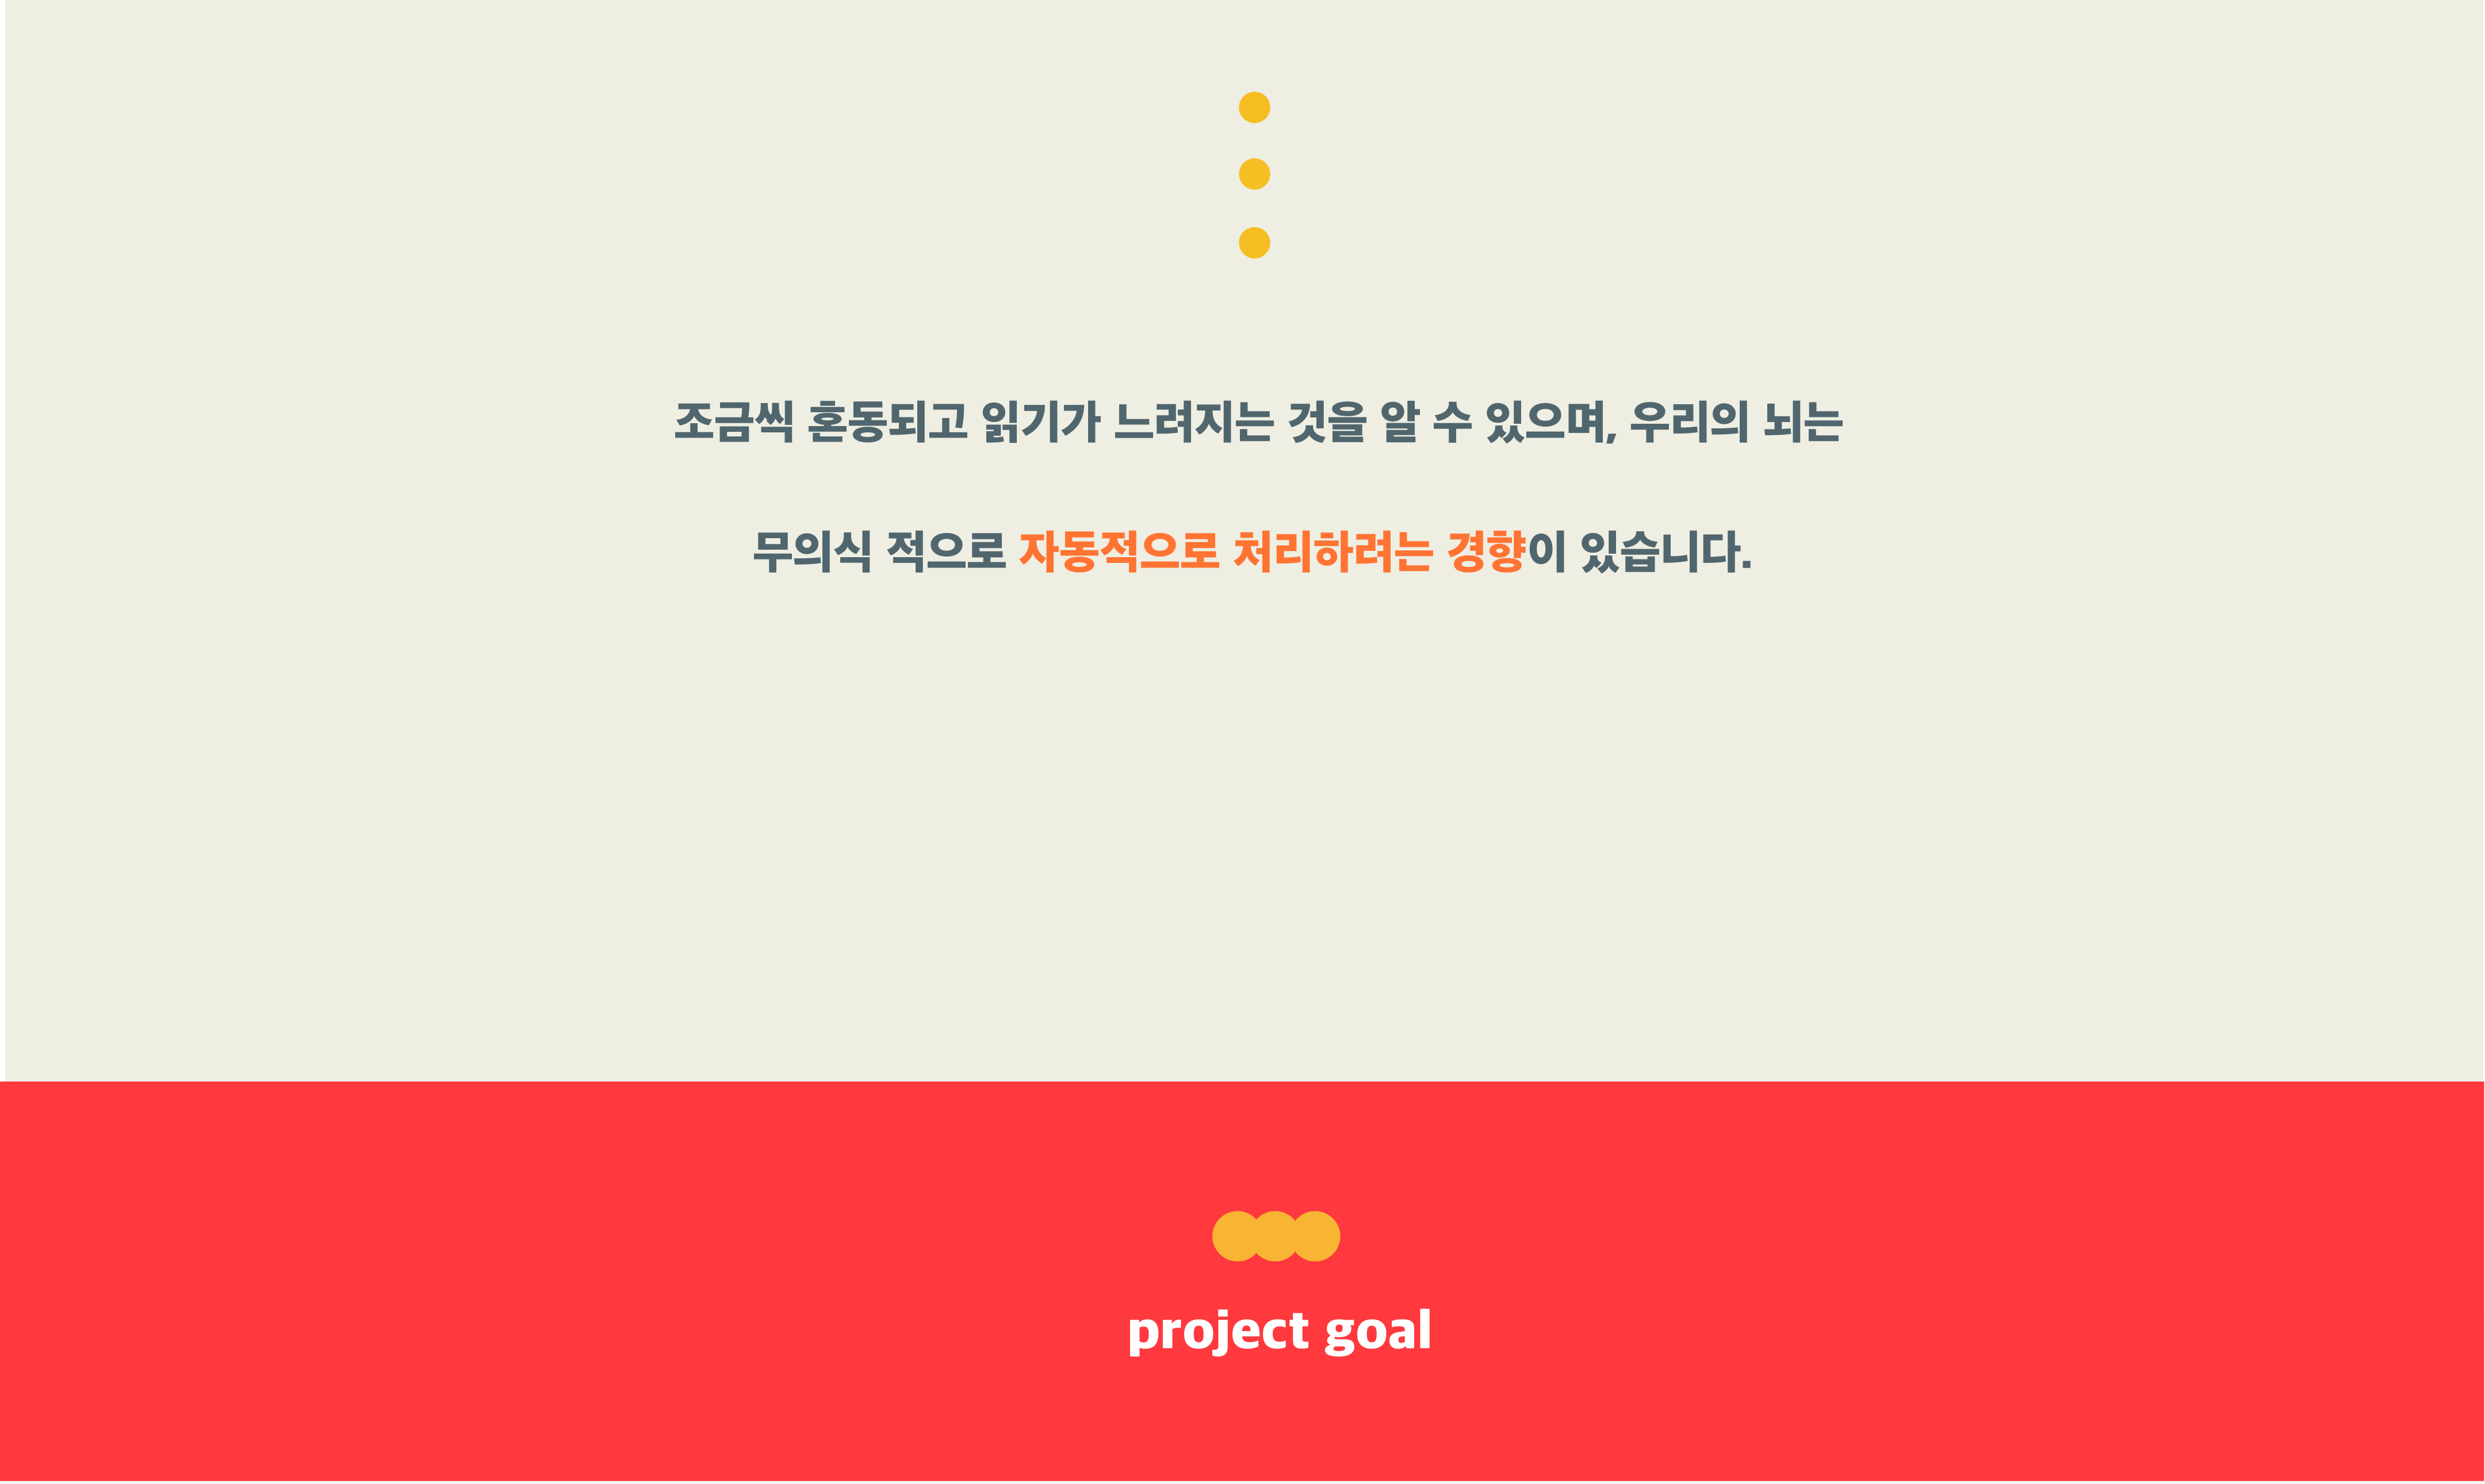 조금씩 혼동되고 읽기가 느려지는 것을 알 수 있으며, 우리의 뇌는
무의식 적으로 자동적으로 처리하려는 경향이 있습니다.
project goal